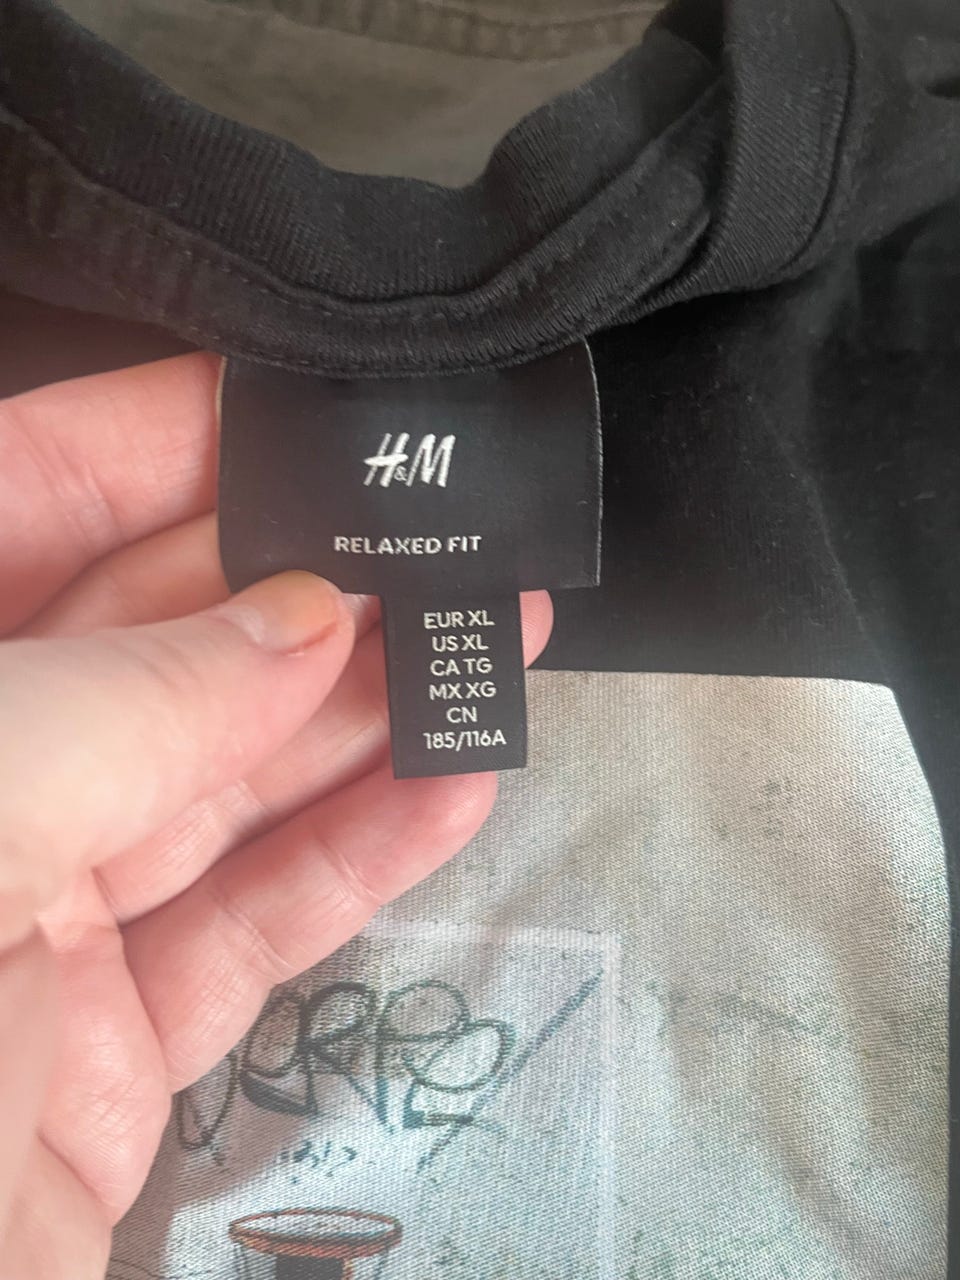 H&M
RELAXED FIT
EUR XL
US XL
CA TG
MX XG
CN
185/116A